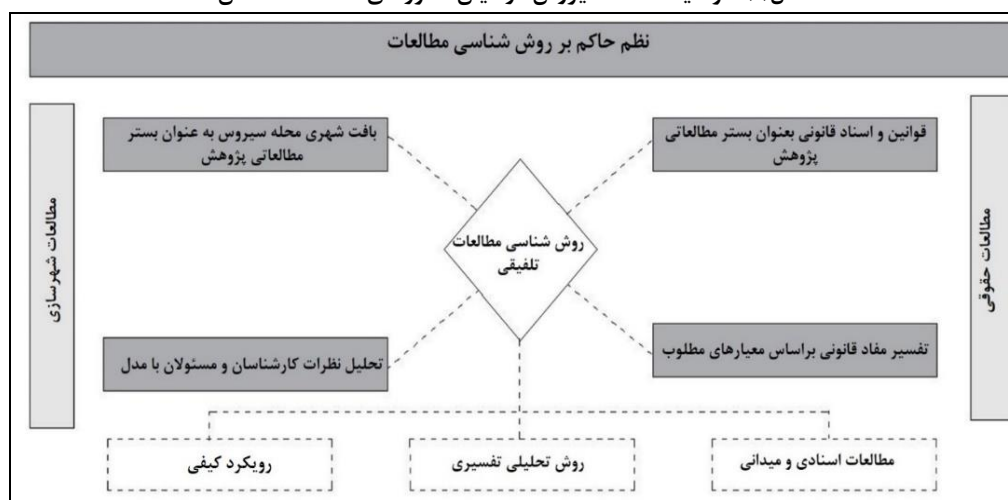 نظم حاکم بر روش شناسی مطالعات
مطالعات حقوقی
قوانین و اسناد قانونی بعنوان بستر مطالعاتی
پژوهش
بافت شهری محله سیروس به عنوان بستر
مطالعاتی پژوهش
مطالعات شهرسازی
روش شناسی مطالعات
تلفیقی
تفسیر مفاد قانونی براساس معیارهای مطلوب
تحلیل نظرات کارشناسان و مسئولان با مدل
مطالعات اسنادی و میدانی
روش تحلیلی تفسیری
رویکرد کیفی